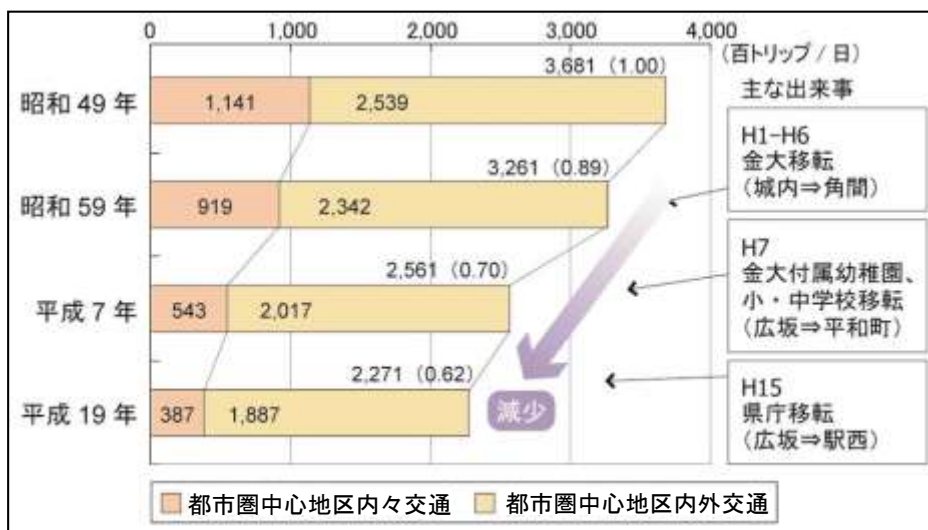 0 1,000 2,000 3,000 4,000
(百トリップ / 日)
昭和 49 年 1,141 2,539 3,681 (1.00)
昭和 59 年 919 2,342 3,261 (0.89)
平成 7 年 543 2,017 2,561 (0.70)
平成 19 年 387 1,887 2,271 (0.62)
減少
主な出来事
H1-H6
金大移転
(城内⇒角間)
H7
金大付属幼稚園、
小・中学校移転
(広坂⇒平和町)
H15
県庁移転
(広坂⇒駅西)
都市圏中心地区内々交通 都市圏中心地区内外交通